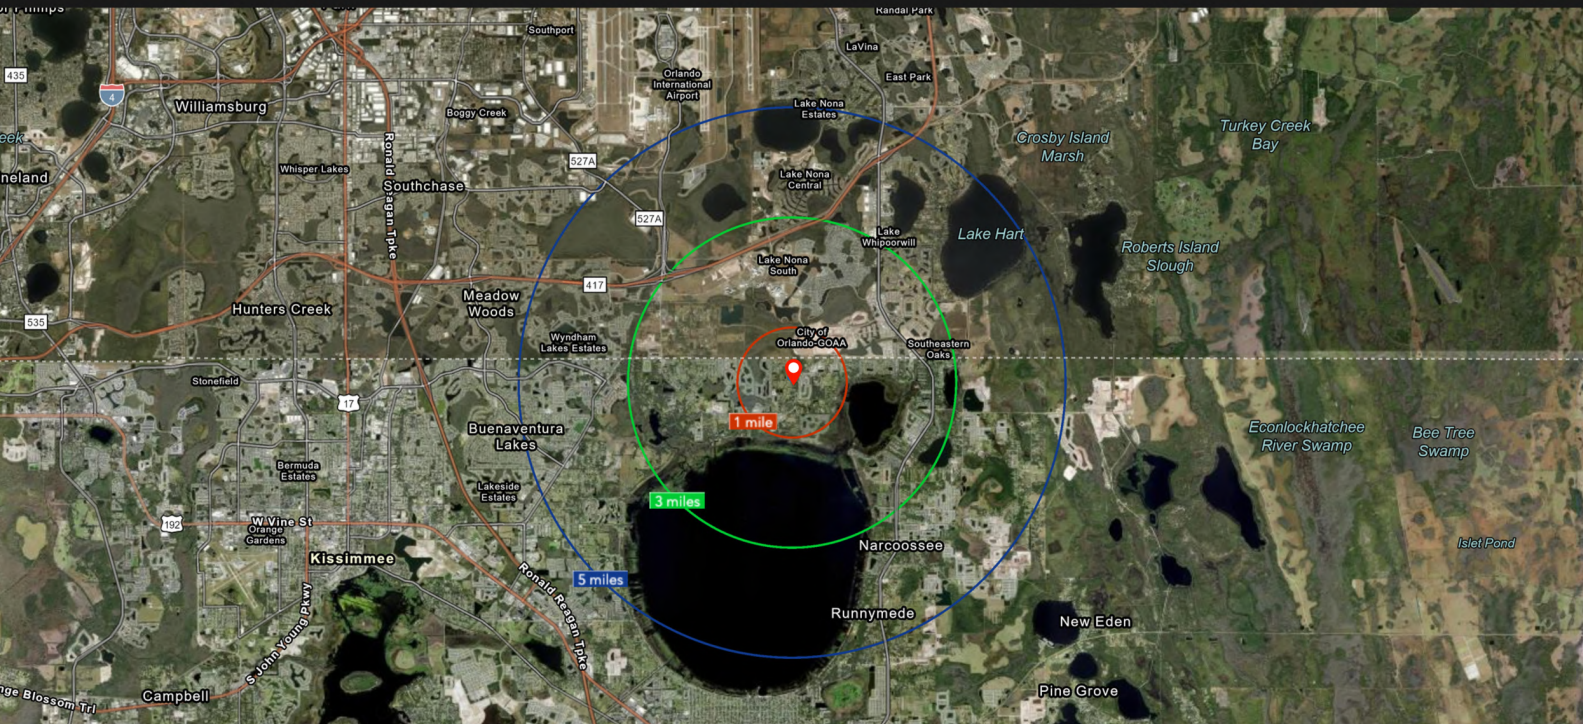 Randal Park
Southport
LaVina
435
Orlando
International
Airport
East Park
4
Williamsburg
Boggy Creek
Lake Nona
Estates
Turkey Creek
Bay
Crosby Island
Marsh
527A
Whisper Lakes
Ronald Reagan Tpke
Southchase
Lake Nona
Central
527A
Lake
Whipoorwill
Lake Hart
Roberts Island
Slough
Lake Nona
South
417
Meadow
Woods
Hunters Creek
535
City of
Orlando-GOAA
Wyndham
Lakes Estates
Southeastern
Oaks
Stonefield
17
1 mile
Buenaventura
Lakes
Econlockhatchee
River Swamp
Bee Tree
Swamp
Bermuda
Estates
Lakeside
Estates
3 miles
192
W Vine St
Orange
Gardens
Narcoossee
Islet Pond
Kissimmee
5 miles
Ronald Reagan Tpke
S John Young Pkwy
Runnymede
New Eden
Campbell
Pine Grove